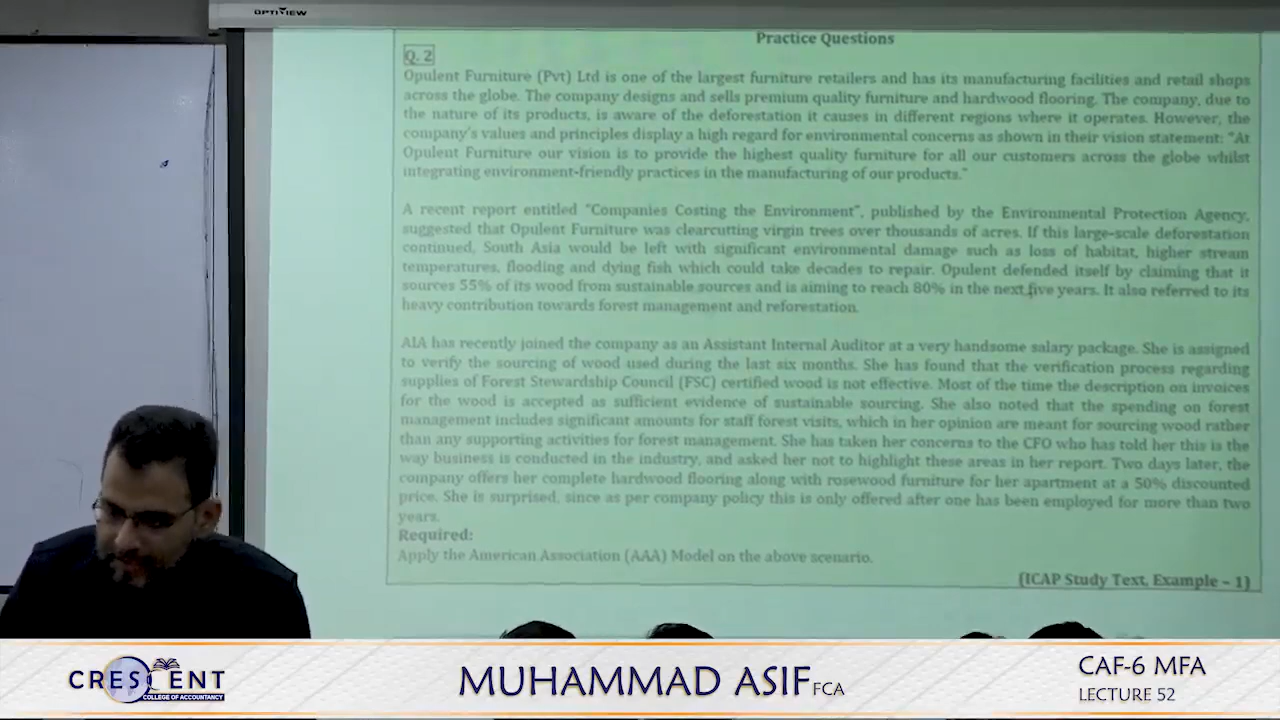 OPTIVIEW
Practice Questions
Q. 2
Opulent Furniture (Pvt) Ltd is one of the largest furniture retailers and has its manufacturing facilities and retail shops
across the globe. The company designs and sells premium quality furniture and hardwood flooring. The company, due to
the nature of its products, is aware of the deforestation it causes in different regions where it operates. However, the
company's values and principles display a high regard for environmental concerns as shown in their vision statement: "At
Opulent Furniture our vision is to provide the highest quality furniture for all our customers across the globe whilst
integrating environment-friendly practices in the manufacturing of our products."
A recent report entitled "Companies Costing the Environment", published by the Environmental Protection Agency,
suggested that Opulent Furniture was clearcutting virgin trees over thousands of acres. If this large-scale deforestation
continued, South Asia would be left with significant environmental damage such as loss of habitat, higher stream
temperatures, flooding and dying fish which could take decades to repair. Opulent defended itself by claiming that it
sources 55% of its wood from sustainable sources and is aiming to reach 80% in the next five years. It also referred to its
heavy contribution towards forest management and reforestation.
AIA has recently joined the company as an Assistant Internal Auditor at a very handsome salary package. She is assigned
to verify the sourcing of wood used during the last six months. She has found that the verification process regarding
supplies of Forest Stewardship Council (FSC) certified wood is not effective. Most of the time the description on invoices
for the wood is accepted as sufficient evidence of sustainable sourcing. She also noted that the spending on forest
management includes significant amounts for staff forest visits, which in her opinion are meant for sourcing wood rather
than any supporting activities for forest management. She has taken her concerns to the CFO who has told her this is the
way business is conducted in the industry, and asked her not to highlight these areas in her report. Two days later, the
company offers her complete hardwood flooring along with rosewood furniture for her apartment at a 50% discounted
price. She is surprised, since as per company policy this is only offered after one has been employed for more than two
years.
Required:
Apply the American Association (AAA) Model on the above scenario.
(ICAP Study Text, Example – 1)
CRESCENT
COLLEGE OF ACCOUNTANCY
MUHAMMAD ASIF FCA
CAF-6 MFA
LECTURE 52